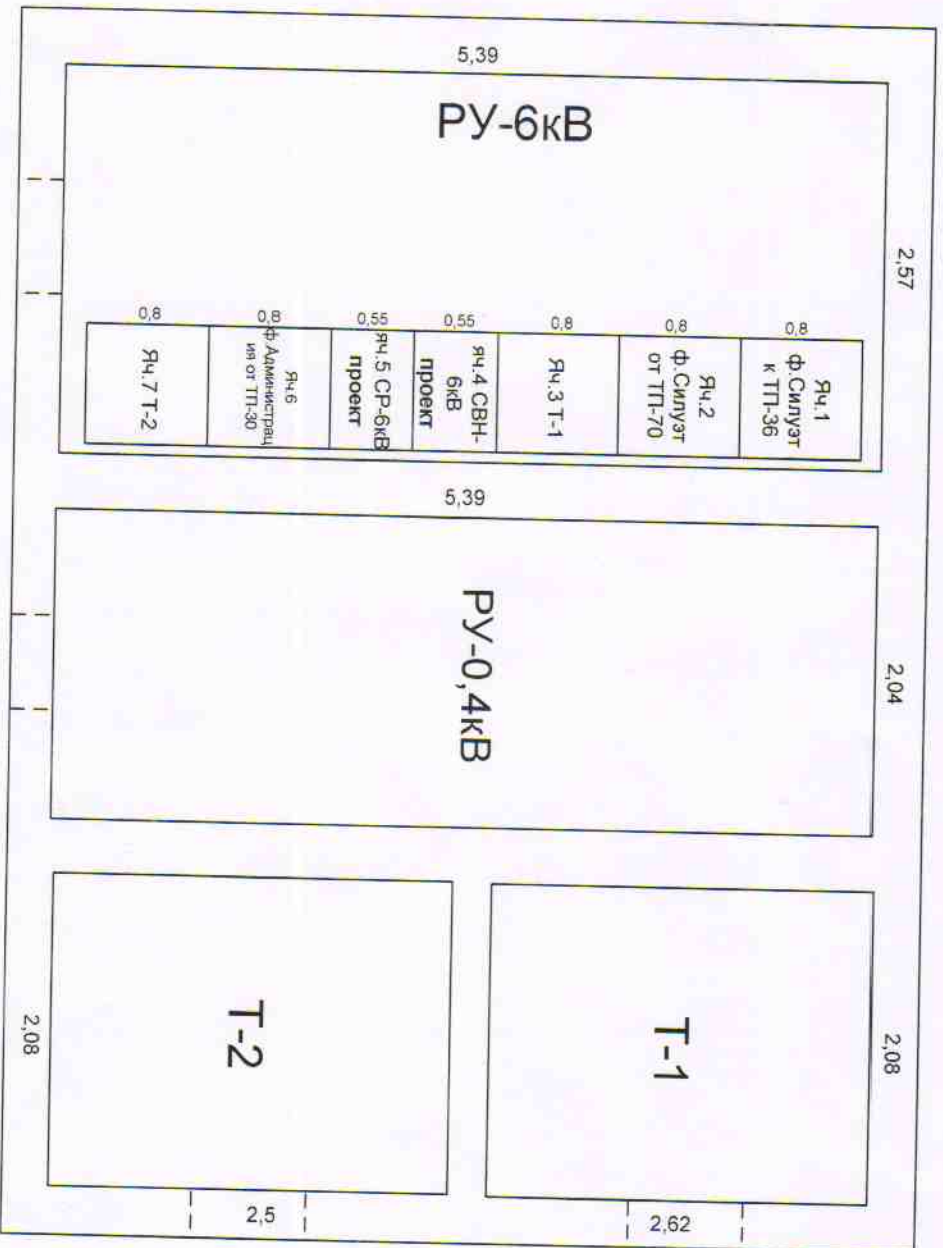 5,39
РУ-6кВ
2,57
0,8
0,8
0,55
0,55
0,8
0,8
0,8
Яч.7 Т-2
Яч.6
ф.Администрац
ия от ТП-30
яч.5 СР-6кВ
проект
яч.4 СВН-
6кВ
проект
Яч.3 Т-1
Яч.2
ф.Силуэт
от ТП-70
Яч.1
ф.Силуэт
к ТП-36
5,39
РУ-0,4кВ
2,04
Т-2
2,08
2,5
Т-1
2,08
2,62